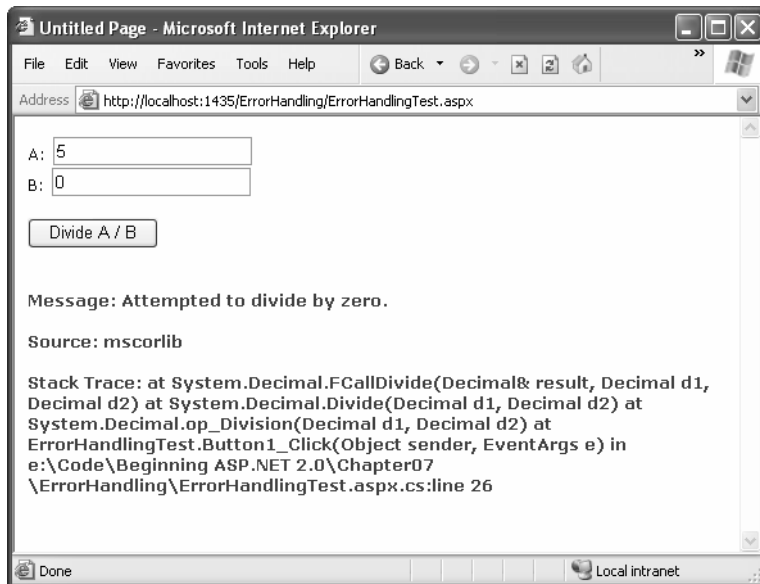 Untitled Page - Microsoft Internet Explorer
File Edit View Favorites Tools Help Back »
Address http://localhost:1435/ErrorHandling/ErrorHandlingTest.aspx
A: 5
B: 0
Divide A / B
Message: Attempted to divide by zero.
Source: mscorlib
Stack Trace: at System.Decimal.FCallDivide(Decimal& result, Decimal d1,
Decimal d2) at System.Decimal.Divide(Decimal d1, Decimal d2) at
System.Decimal.op_Division(Decimal d1, Decimal d2) at
ErrorHandlingTest.Button1_Click(Object sender, EventArgs e) in
e:\Code\Beginning ASP.NET 2.0\Chapter07
\ErrorHandling\ErrorHandlingTest.aspx.cs:line 26
Done Local intranet